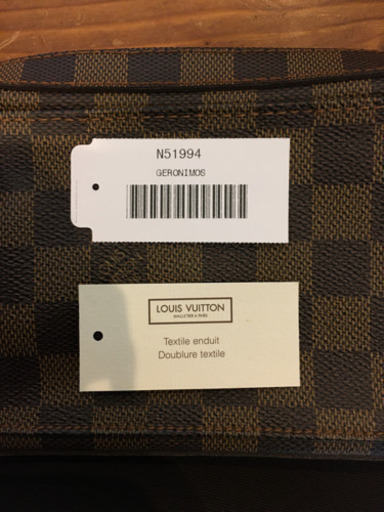 N51994
GERONIMOS
LOUIS VUITTON
MALLETIER A PARIS
Textile enduit
Doublure textile